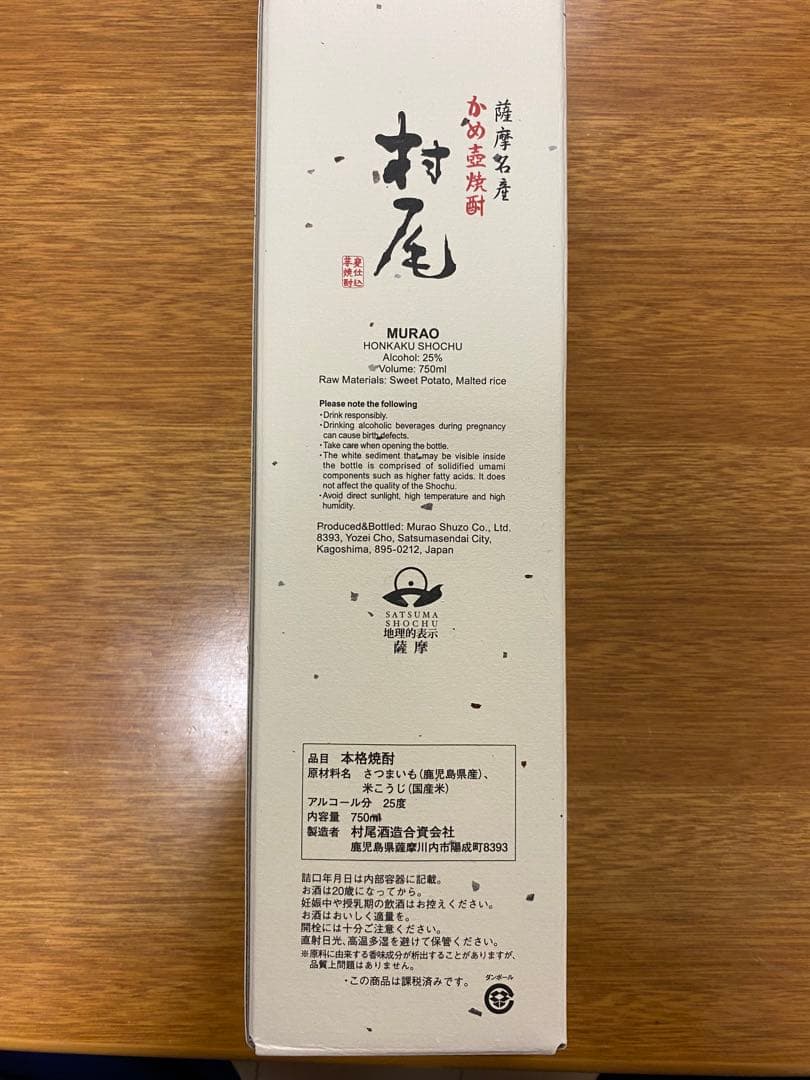 薩摩名産
かめ壺焼酎
村尾
甕仕込
芋焼酎
MURAO
HONKAKU SHOCHU
Alcohol: 25%
Volume: 750ml
Raw Materials: Sweet Potato, Malted rice
Please note the following
・Drink responsibly.
・Drinking alcoholic beverages during pregnancy
can cause birth defects.
・Take care when opening the bottle.
・The white sediment that may be visible inside
the bottle is comprised of solidified umami
components such as higher fatty acids. It does
not affect the quality of the Shochu.
・Avoid direct sunlight, high temperature and high
humidity.
Produced&Bottled: Murao Shuzo Co., Ltd.
8393, Yozei Cho, Satsumasendai City,
Kagoshima, 895-0212, Japan
SATSUMA
SHOCHU
地理的表示
薩摩
品目 本格焼酎
原材料名 さつまいも(鹿児島県産)、
米こうじ(国産米)
アルコール分 25度
内容量 750㎖
製造者 村尾酒造合資会社
鹿児島県薩摩川内市陽成町8393
詰口年月日は内部容器に記載。
お酒は20歳になってから。
妊娠中や授乳期の飲酒はお控えください。
お酒はおいしく適量を。
開栓には十分ご注意ください。
直射日光、高温多湿を避けて保管ください。
※原料に由来する香味成分が析出することがありますが、
品質上問題はありません。
・この商品は課税済みです。
ダンボール